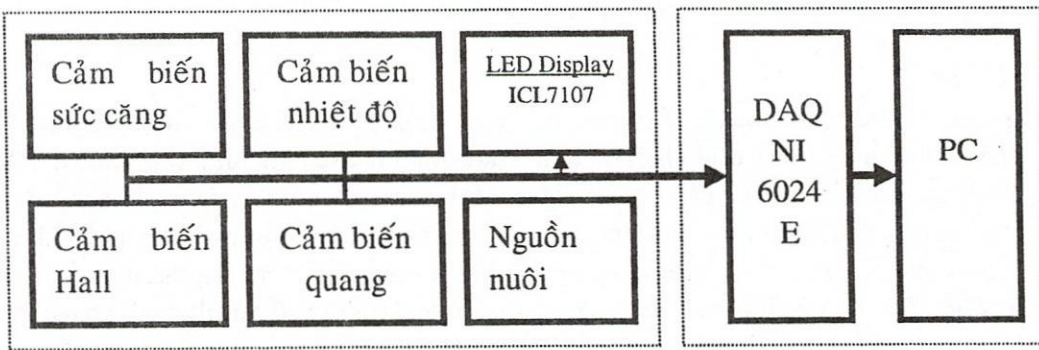 Cảm biến
sức căng
Cảm biến
nhiệt độ
LED Display
ICL7107
DAQ
NI
6024
E
PC
Cảm biến
Hall
Cảm biến
quang
Nguồn
nuôi